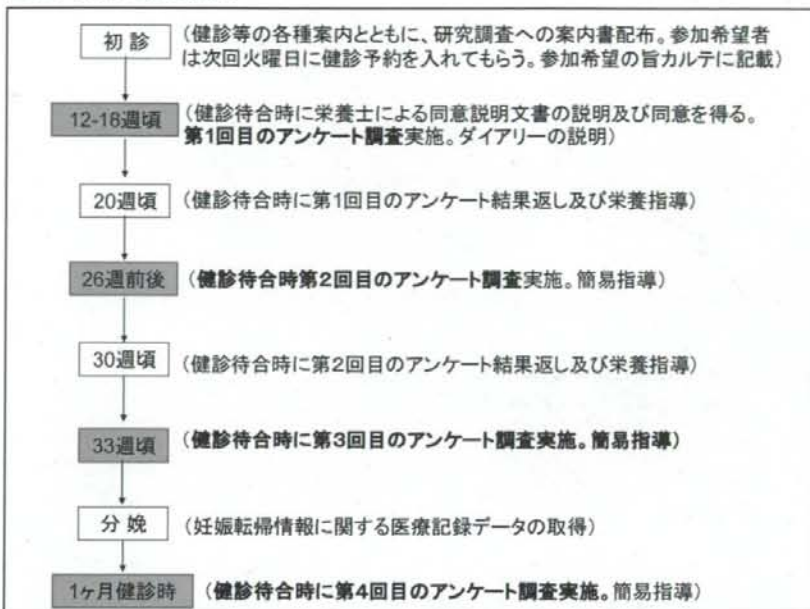 初 診 (健診等の各種案内とともに、研究調査への案内書配布。参加希望者
は次回火曜日に健診予約を入れてもらう。参加希望の旨カルテに記載)
12-18週頃 (健診待合時に栄養士による同意説明文書の説明及び同意を得る。
第1回目のアンケート調査実施。ダイアリーの説明)
20週頃 (健診待合時に第1回目のアンケート結果返し及び栄養指導)
26週前後 (健診待合時第2回目のアンケート調査実施。簡易指導)
30週頃 (健診待合時に第2回目のアンケート結果返し及び栄養指導)
33週頃 (健診待合時に第3回目のアンケート調査実施。簡易指導)
分 娩 (妊娠転帰情報に関する医療記録データの取得)
1ヶ月健診時 (健診待合時に第4回目のアンケート調査実施。簡易指導)